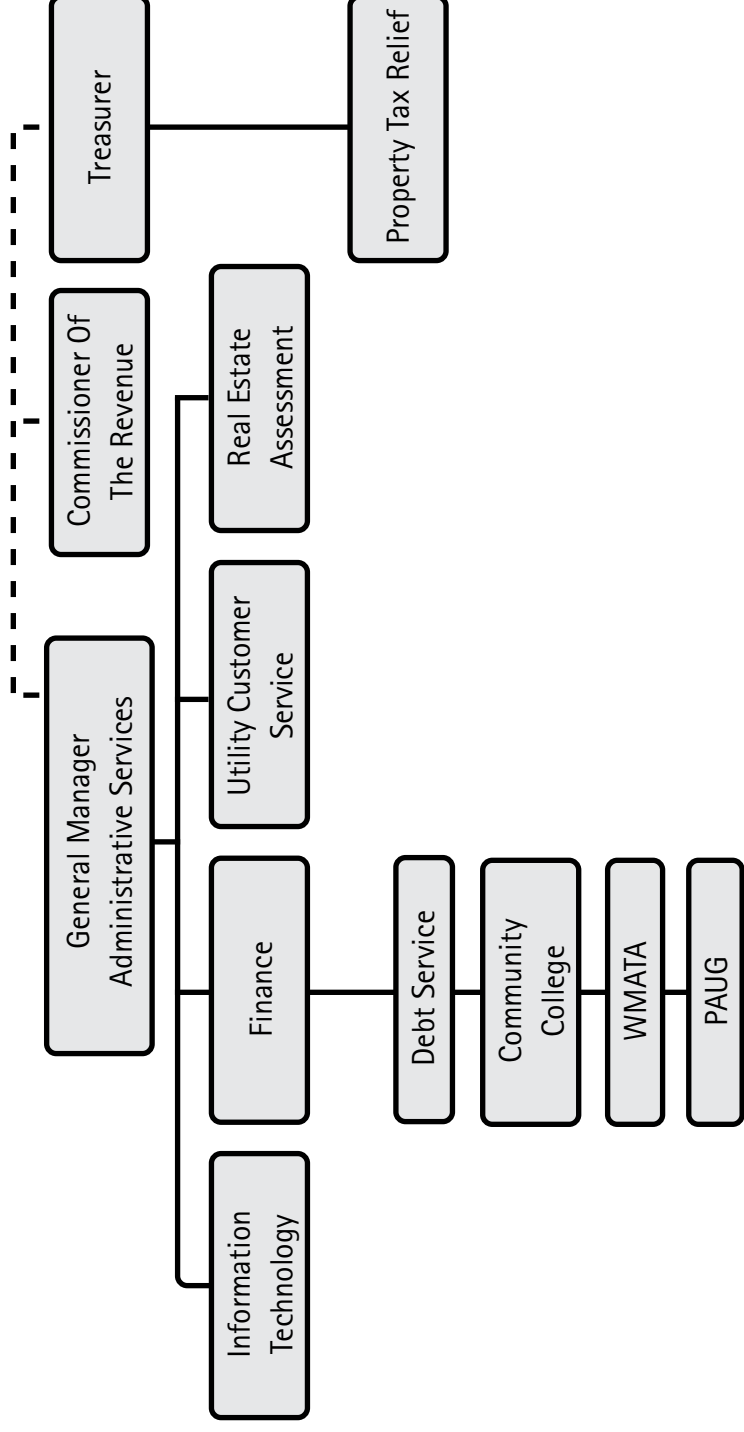 General Manager
Administrative Services
Commissioner Of
The Revenue
Treasurer
Information
Technology
Finance
Utility Customer
Service
Real Estate
Assessment
Property Tax Relief
Debt Service
Community
College
WMATA
PAUG